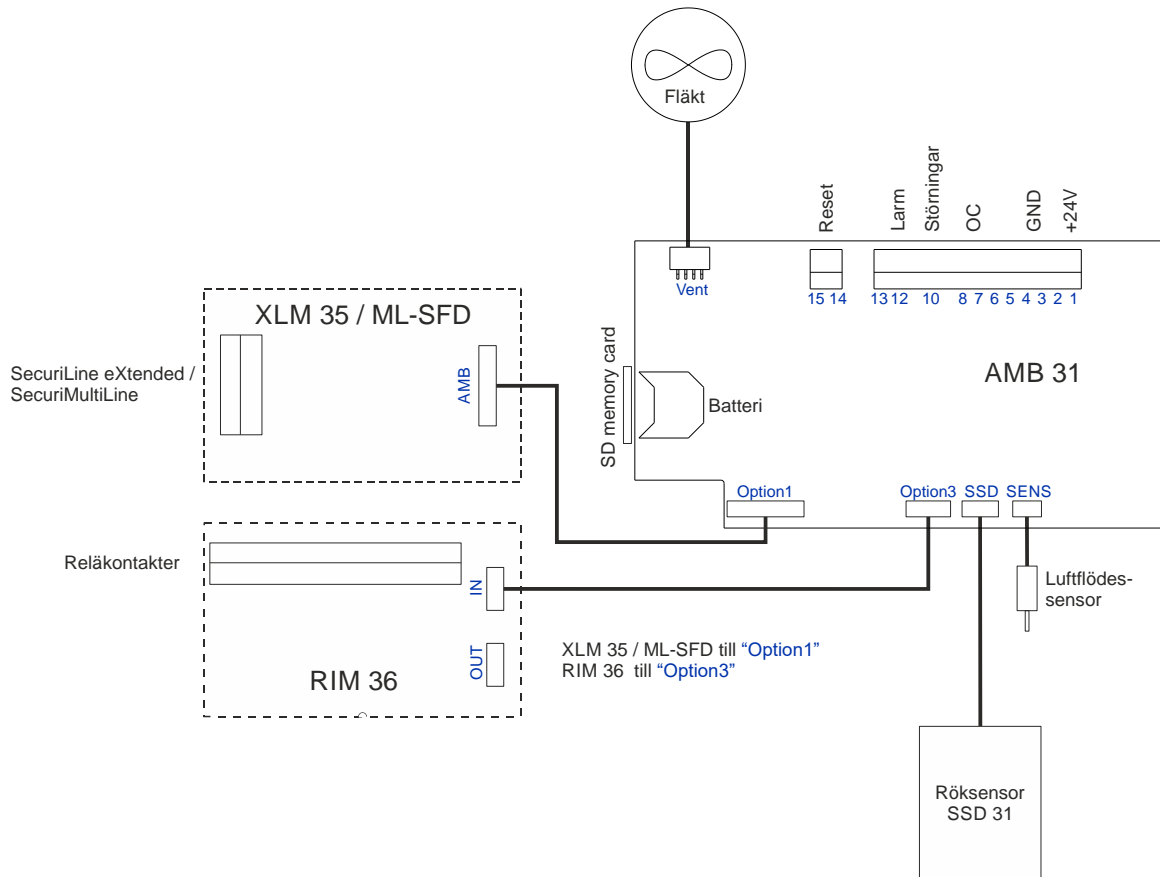 Fläkt
Reset
Larm
Störningar
OC
GND
+24V
Vent
15 14
13 12 10 8 7 6 5 4 3 2 1
XLM 35 / ML-SFD
AMB
SecuriLine eXtended /
SecuriMultiLine
SD memory card
Batteri
AMB 31
Option1
Option3
SSD
SENS
Reläkontakter
IN
OUT
RIM 36
Luftflödes-
sensor
XLM 35 / ML-SFD till “Option1”
RIM 36 till “Option3”
Röksensor
SSD 31